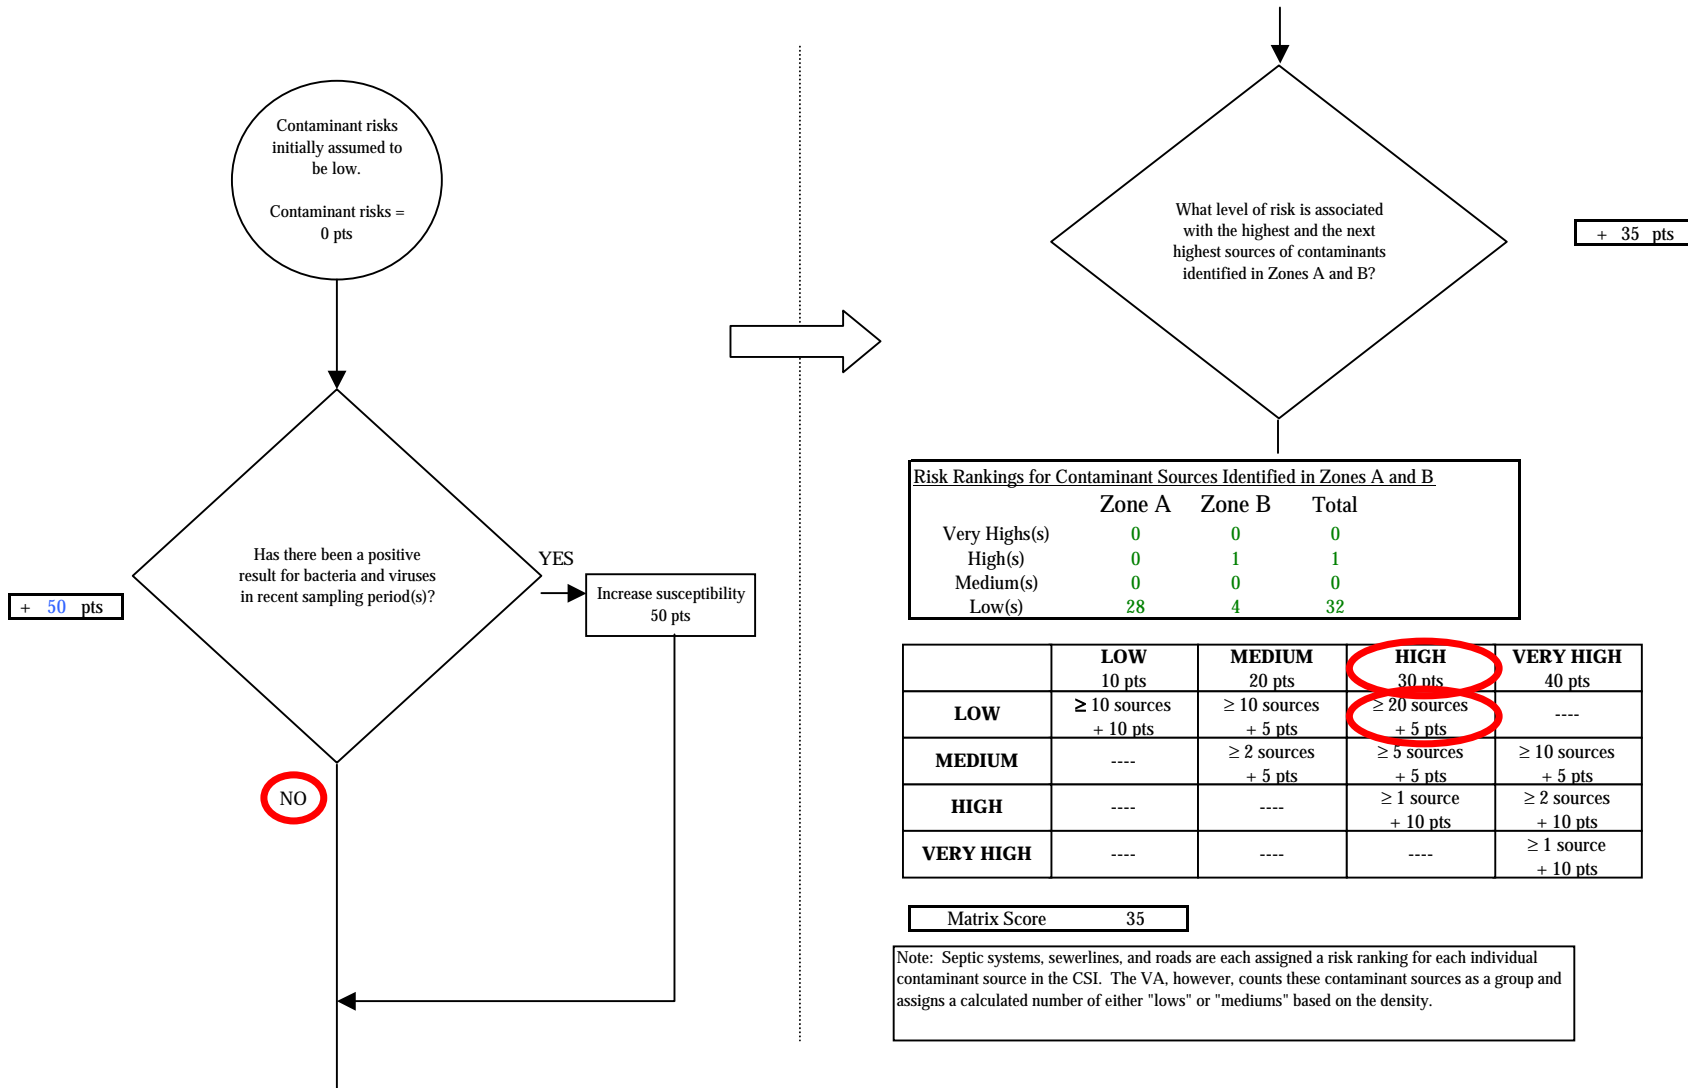 Contaminant risks
initially assumed to
be low.
Contaminant risks =
0 pts
Has there been a positive
result for bacteria and viruses
in recent sampling period(s)?
YES
+ 50 pts
Increase susceptibility
50 pts
NO
What level of risk is associated
with the highest and the next
highest sources of contaminants
identified in Zones A and B?
+ 35 pts
Risk Rankings for Contaminant Sources Identified in Zones A and B
Zone A Zone B Total
Very Highs(s) 0 0 0
High(s) 0 1 1
Medium(s) 0 0 0
Low(s) 28 4 32
LOW MEDIUM HIGH VERY HIGH
10 pts 20 pts 30 pts 40 pts
LOW ≥ 10 sources ≥ 10 sources ≥ 20 sources ----
+ 10 pts + 5 pts + 5 pts
MEDIUM ---- ≥ 2 sources ≥ 5 sources ≥ 10 sources
+ 5 pts + 5 pts + 5 pts
HIGH ---- ---- ≥ 1 source ≥ 2 sources
+ 10 pts + 10 pts
VERY HIGH ---- ---- ---- ≥ 1 source
+ 10 pts
Matrix Score 35
Note: Septic systems, sewerlines, and roads are each assigned a risk ranking for each individual
contaminant source in the CSI. The VA, however, counts these contaminant sources as a group and
assigns a calculated number of either "lows" or "mediums" based on the density.